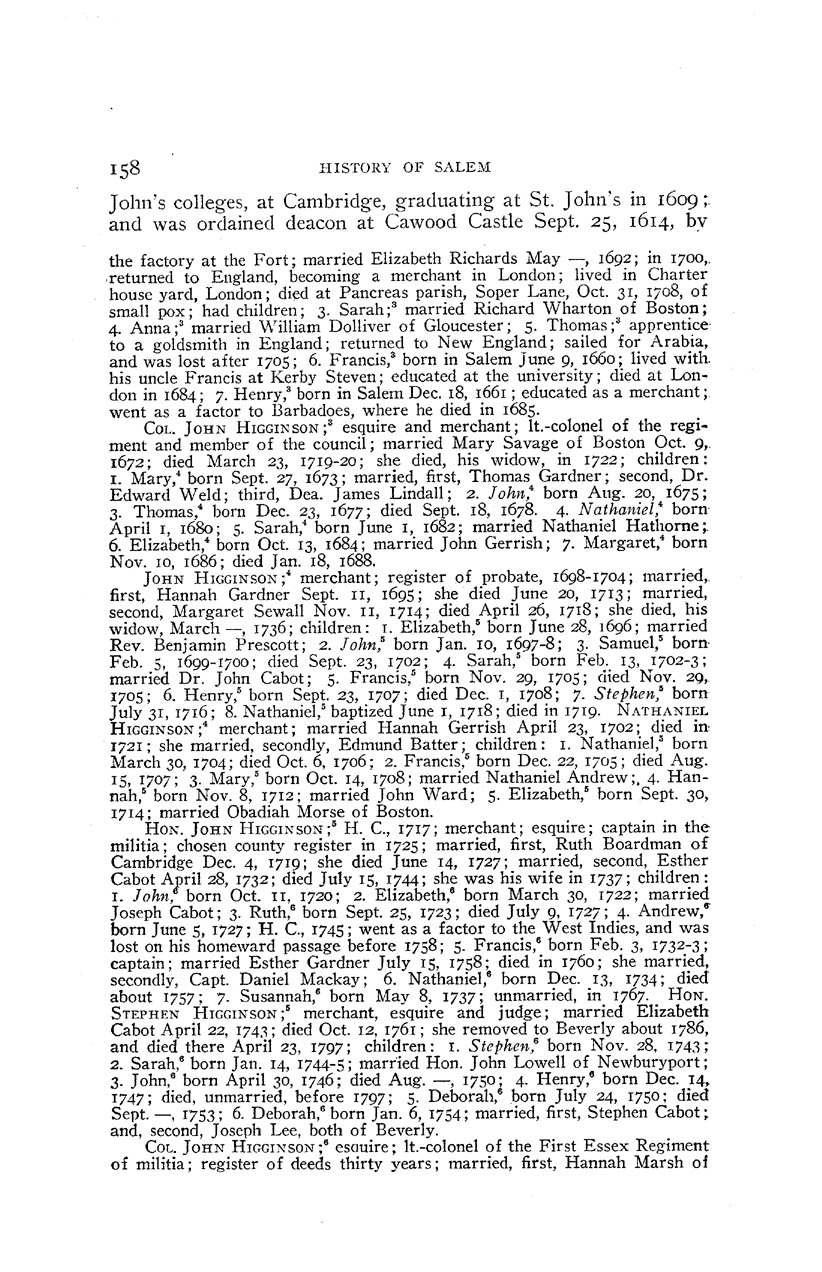 158 HISTORY OF SALEM
John's colleges, at Cambridge, graduating at St. John's in 1609;
and was ordained deacon at Cawood Castle Sept. 25, 1614, by
the factory at the Fort; married Elizabeth Richards May —, 1692; in 1700,
returned to England, becoming a merchant in London; lived in Charter
house yard, London; died at Pancreas parish, Soper Lane, Oct. 31, 1708, of
small pox; had children; 3. Sarah;³ married Richard Wharton of Boston;
4. Anna;³ married William Dolliver of Gloucester; 5. Thomas;³ apprentice
to a goldsmith in England; returned to New England; sailed for Arabia,
and was lost after 1705; 6. Francis,³ born in Salem June 9, 1660; lived with
his uncle Francis at Kerby Steven; educated at the university; died at Lon-
don in 1684; 7. Henry,³ born in Salem Dec. 18, 1661; educated as a merchant;
went as a factor to Barbadoes, where he died in 1685.
COL. JOHN HIGGINSON;³ esquire and merchant; lt.-colonel of the regi-
ment and member of the council; married Mary Savage of Boston Oct. 9,
1672; died March 23, 1719-20; she died, his widow, in 1722; children:
1. Mary,⁴ born Sept. 27, 1673; married, first, Thomas Gardner; second, Dr.
Edward Weld; third, Dea. James Lindall; 2. John,⁴ born Aug. 20, 1675;
3. Thomas,⁴ born Dec. 23, 1677; died Sept. 18, 1678. 4. Nathaniel,⁴ born
April 1, 1680; 5. Sarah,⁴ born June 1, 1682; married Nathaniel Hathorne;
6. Elizabeth,⁴ born Oct. 13, 1684; married John Gerrish; 7. Margaret,⁴ born
Nov. 10, 1686; died Jan. 18, 1688.
JOHN HIGGINSON;⁴ merchant; register of probate, 1698-1704; married,
first, Hannah Gardner Sept. 11, 1695; she died June 20, 1713; married,
second, Margaret Sewall Nov. 11, 1714; died April 26, 1718; she died, his
widow, March —, 1736; children: 1. Elizabeth,⁵ born June 28, 1696; married
Rev. Benjamin Prescott; 2. John,⁵ born Jan. 10, 1697-8; 3. Samuel,⁵ born
Feb. 5, 1699-1700; died Sept. 23, 1702; 4. Sarah,⁵ born Feb. 13, 1702-3;
married Dr. John Cabot; 5. Francis,⁵ born Nov. 29, 1705; died Nov. 29,
1705; 6. Henry,⁵ born Sept. 23, 1707; died Dec. 1, 1708; 7. Stephen,⁵ born
July 31, 1716; 8. Nathaniel,⁵ baptized June 1, 1718; died in 1719. NATHANIEL
HIGGINSON;⁴ merchant; married Hannah Gerrish April 23, 1702; died in
1721; she married, secondly, Edmund Batter; children: 1. Nathaniel,⁵ born
March 30, 1704; died Oct. 6, 1706; 2. Francis,⁵ born Dec. 22, 1705; died Aug.
15, 1707; 3. Mary,⁵ born Oct. 14, 1708; married Nathaniel Andrew; 4. Han-
nah,⁵ born Nov. 8, 1712; married John Ward; 5. Elizabeth,⁵ born Sept. 30,
1714; married Obadiah Morse of Boston.
HON. JOHN HIGGINSON;⁵ H. C., 1717; merchant; esquire; captain in the
militia; chosen county register in 1725; married, first, Ruth Boardman of
Cambridge Dec. 4, 1719; she died June 14, 1727; married, second, Esther
Cabot April 28, 1732; died July 15, 1744; she was his wife in 1737; children:
1. John,⁶ born Oct. 11, 1720; 2. Elizabeth,⁶ born March 30, 1722; married
Joseph Cabot; 3. Ruth,⁶ born Sept. 25, 1723; died July 9, 1727; 4. Andrew,⁶
born June 5, 1727; H. C., 1745; went as a factor to the West Indies, and was
lost on his homeward passage before 1758; 5. Francis,⁶ born Feb. 3, 1732-3;
captain; married Esther Gardner July 15, 1758; died in 1760; she married,
secondly, Capt. Daniel Mackay; 6. Nathaniel,⁶ born Dec. 13, 1734; died
about 1757; 7. Susannah,⁶ born May 8, 1737; unmarried, in 1767. HON.
STEPHEN HIGGINSON;⁵ merchant, esquire and judge; married Elizabeth
Cabot April 22, 1743; died Oct. 12, 1761; she removed to Beverly about 1786,
and died there April 23, 1797; children: 1. Stephen,⁶ born Nov. 28, 1743;
2. Sarah,⁶ born Jan. 14, 1744-5; married Hon. John Lowell of Newburyport;
3. John,⁶ born April 30, 1746; died Aug. —, 1750; 4. Henry,⁶ born Dec. 14,
1747; died, unmarried, before 1797; 5. Deborah,⁶ born July 24, 1750; died
Sept. —, 1753; 6. Deborah,⁶ born Jan. 6, 1754; married, first, Stephen Cabot;
and, second, Joseph Lee, both of Beverly.
COL. JOHN HIGGINSON;⁶ esquire; lt.-colonel of the First Essex Regiment
of militia; register of deeds thirty years; married, first, Hannah Marsh of